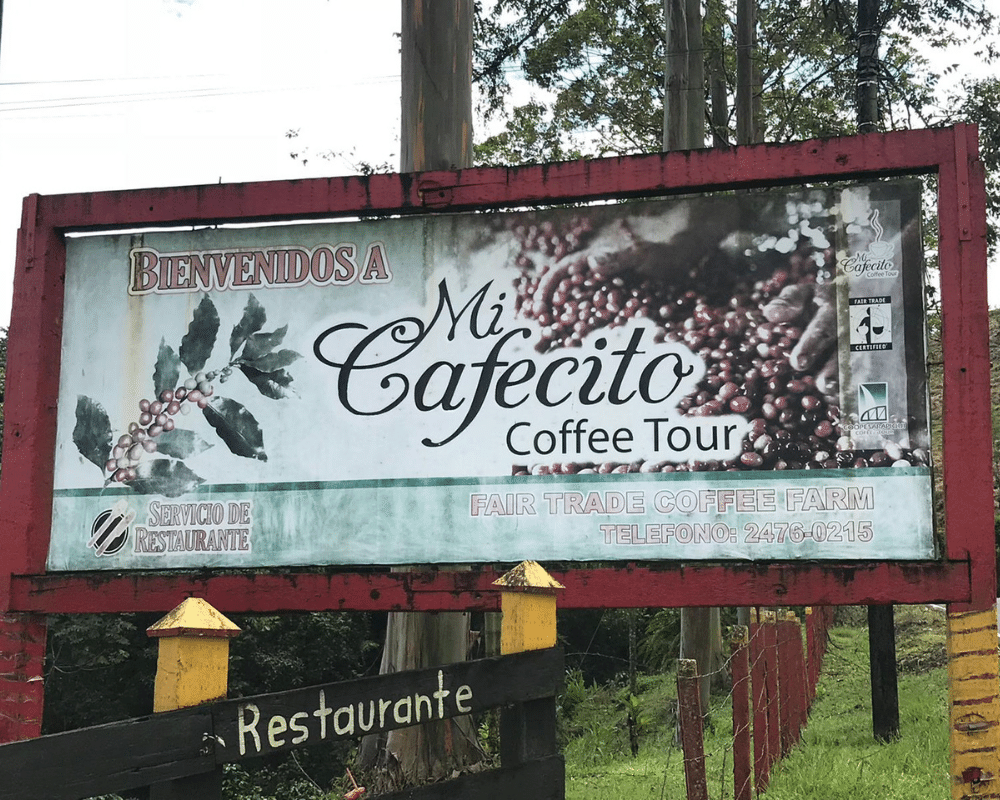 BIENVENIDOS A
Mi
Cafecito
Coffee Tour
Mi
Cafecito
Coffee Tour
FAIR TRADE
CERTIFIED
SERVICIO DE
RESTAURANTE
FAIR TRADE COFFEE FARM
TELEFONO: 2476-0215
Restaurante